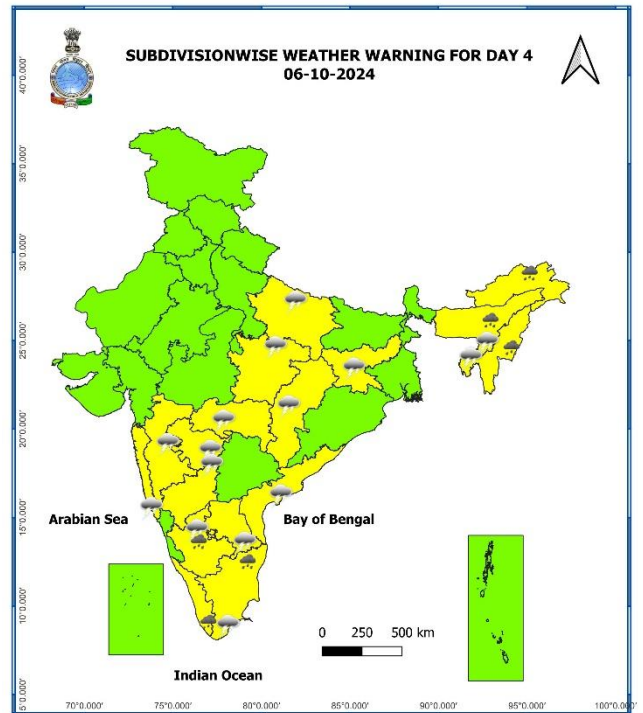 SUBDIVISIONWISE WEATHER WARNING FOR DAY 4
06-10-2024
40°0.000'
35°0.000'
30°0.000'
25°0.000'
20°0.000'
15°0.000'
10°0.000'
5°0.000'
Arabian Sea
Bay of Bengal
0 250 500 km
Indian Ocean
70°0.000' 75°0.000' 80°0.000' 85°0.000' 90°0.000' 95°0.000' 100°0.000'